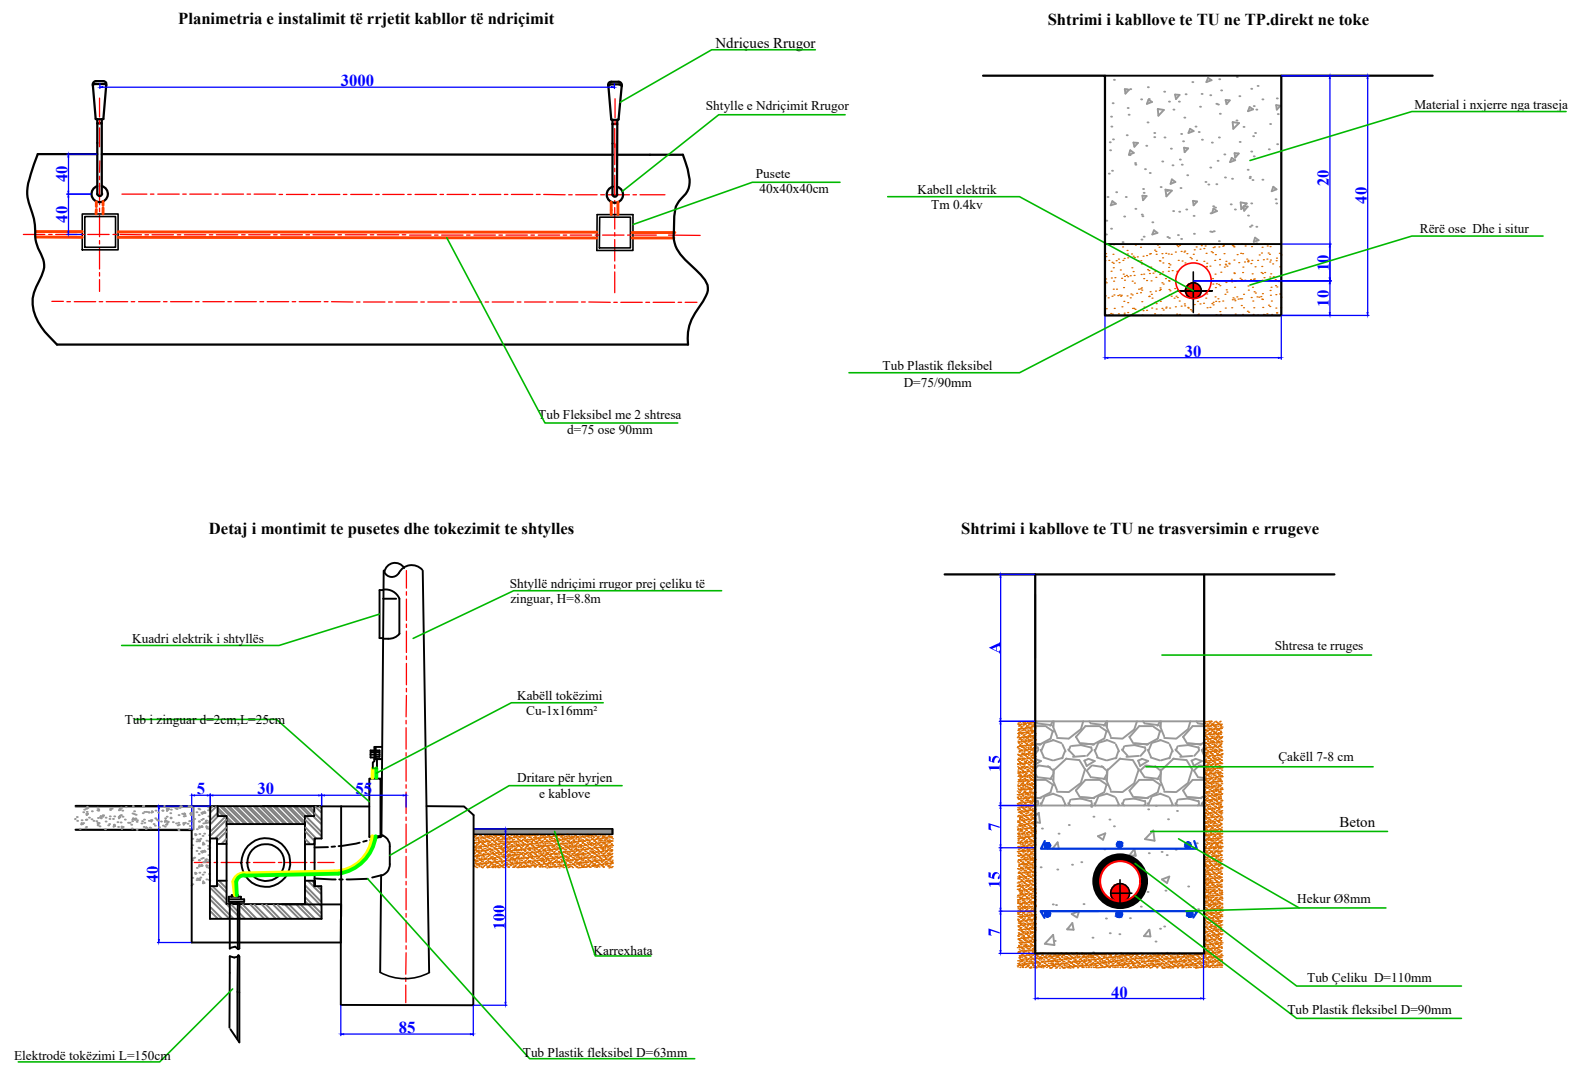 Planimetria e instalimit të rrjetit kabllor të ndriçimit
Ndriçues Rrugor
3000
Shtylle e Ndriçimit Rrugor
40
40
Pusete
40x40x40cm
Tub Fleksibel me 2 shtresa
d=75 ose 90mm
Shtrimi i kabllove te TU ne TP.direkt ne toke
Material i nxjerre nga traseja
20
40
Kabell elektrik
Tm 0.4kv
Rërë ose Dhe i situr
10
10
30
Tub Plastik fleksibel
D=75/90mm
Detaj i montimit te pusetes dhe tokezimit te shtylles
Shtyllë ndriçimi rrugor prej çeliku të
zinguar, H=8.8m
Kuadri elektrik i shtyllës
Kabëll tokëzimi
Cu-1x16mm²
Tub i zinguar d=2cm,L=25cm
Dritare për hyrjen
e kablove
5
30
55
40
100
Karrexhata
85
Elektrodë tokëzimi L=150cm
Tub Plastik fleksibel D=63mm
Shtrimi i kabllove te TU ne trasversimin e rrugeve
A
Shtresa te rruges
15
Çakëll 7-8 cm
7
Beton
15
Hekur Ø8mm
7
Tub Çeliku D=110mm
40
Tub Plastik fleksibel D=90mm